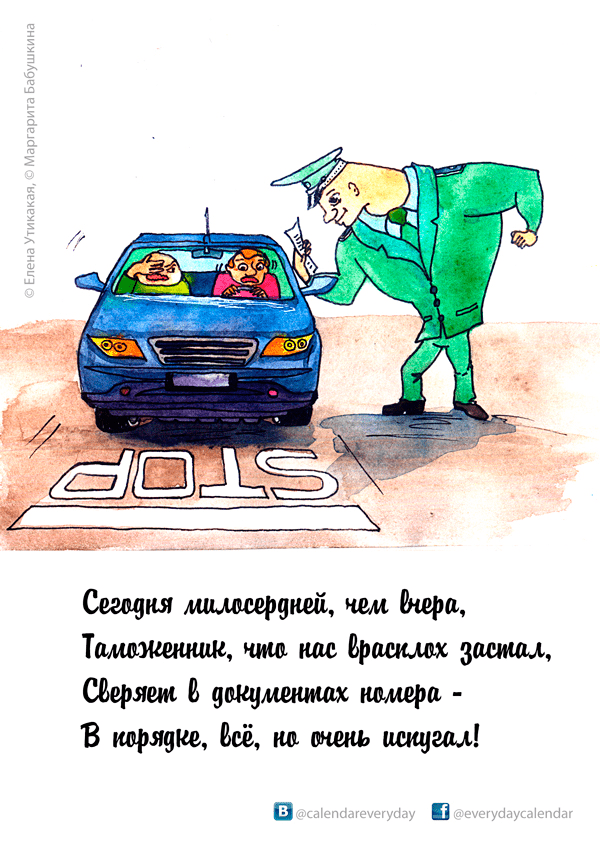 © Елена Утикакая, © Маргарита Бабушкина
STOP
Сегодня милосердней, чем вчера,
Таможенник, что нас врасплох застал,
Сверяет в документах номера -
В порядке, всё, но очень испугал!
В @calendareveryday f @everydaycalendar